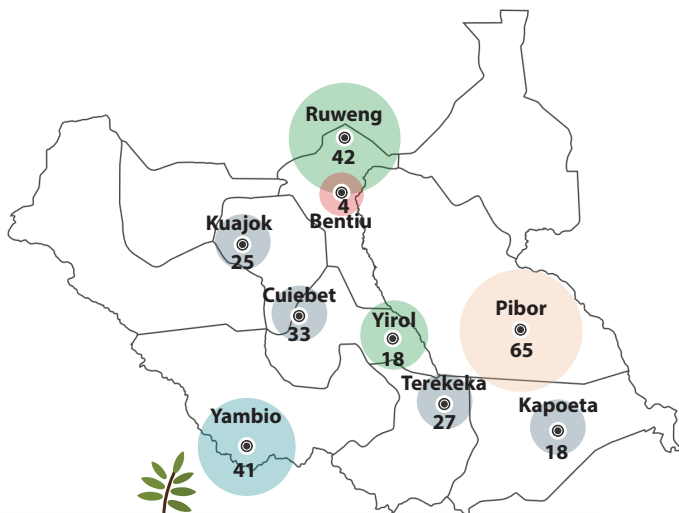 Ruweng
42
4
Bentiu
Kuajok
25
Cuiebet
33
Yirol
18
Pibor
65
Terekeka
27
Kapoeta
18
Yambio
41